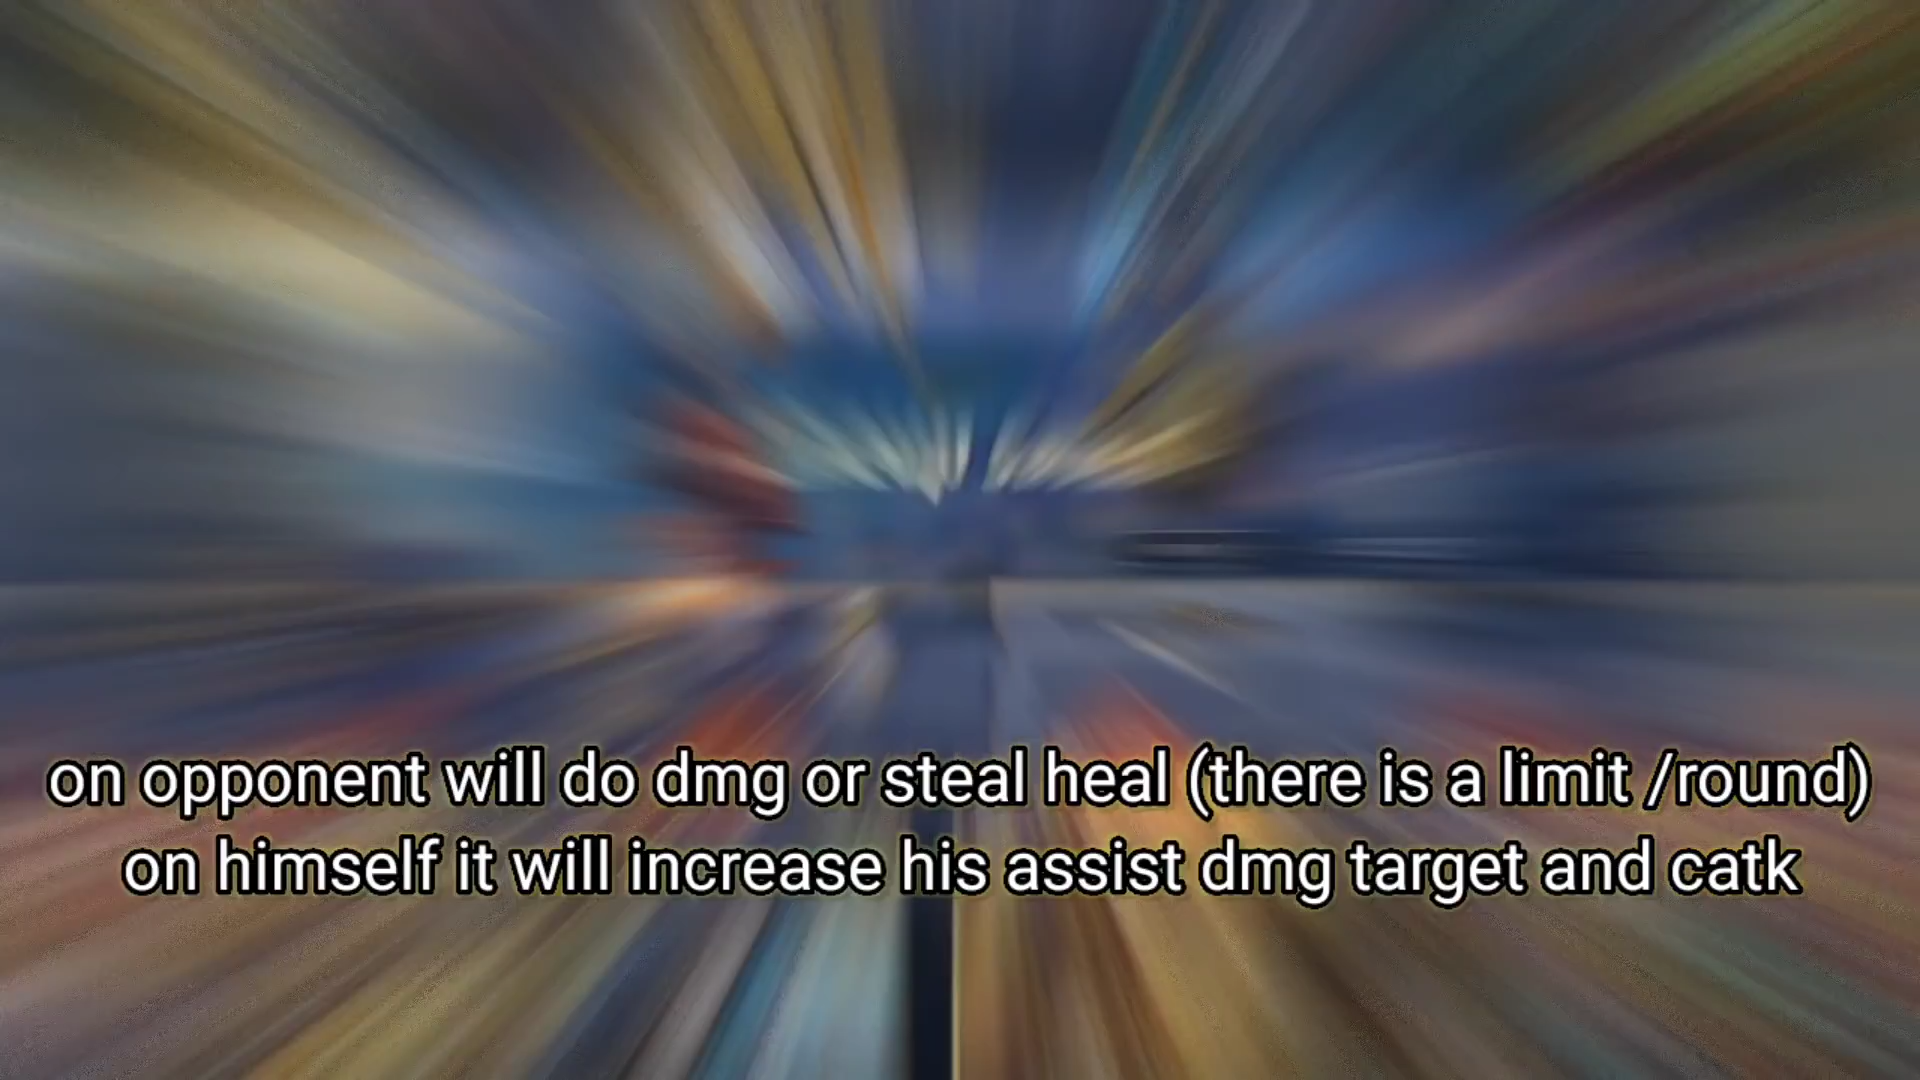 on opponent will do dmg or steal heal (there is a limit /round)
on himself it will increase his assist dmg target and catk